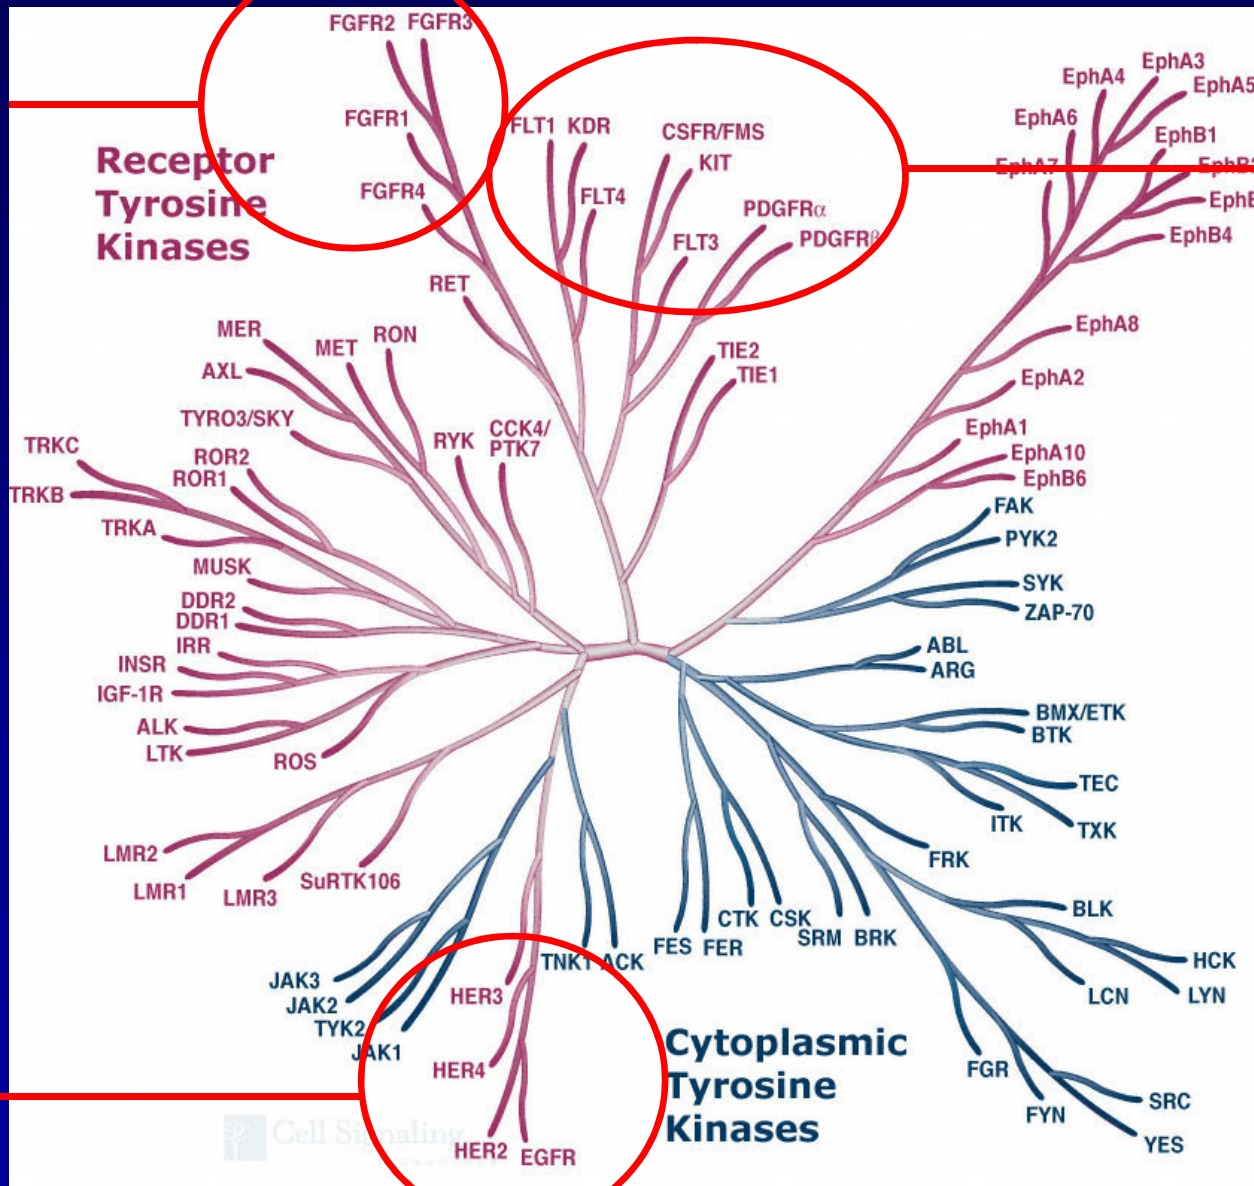 FGFR2 FGFR3
FGFR1
FGFR4
RET
Receptor
Tyrosine
Kinases
FLT1 KDR
FLT4
CSFR/FMS
KIT
FLT3
PDGFRα
PDGFRβ
TIE2
TIE1
EphA3
EphA4
EphA5
EphA6
EphB1
EphA7
EphB4
EphA8
EphA2
EphA1
EphA10
EphB6
MER
MET
RON
AXL
TYRO3/SKY
RYK
CCK4/
PTK7
TRKC
ROR2
ROR1
TRKB
TRKA
MUSK
DDR2
DDR1
IRR
INSR
IGF-1R
ALK
LTK
ROS
LMR2
LMR1
LMR3
SuRTK106
FAK
PYK2
SYK
ZAP-70
ABL
ARG
BMX/ETK
BTK
TEC
ITK
TXK
FRK
BLK
HCK
LCN
LYN
FGR
FYN
SRC
YES
CTK CSK
SRM BRK
FES FER
TNK1 ACK
JAK3
JAK2
TYK2
JAK1
HER3
HER4
HER2
EGFR
Cytoplasmic
Tyrosine
Kinases
Cell Signaling